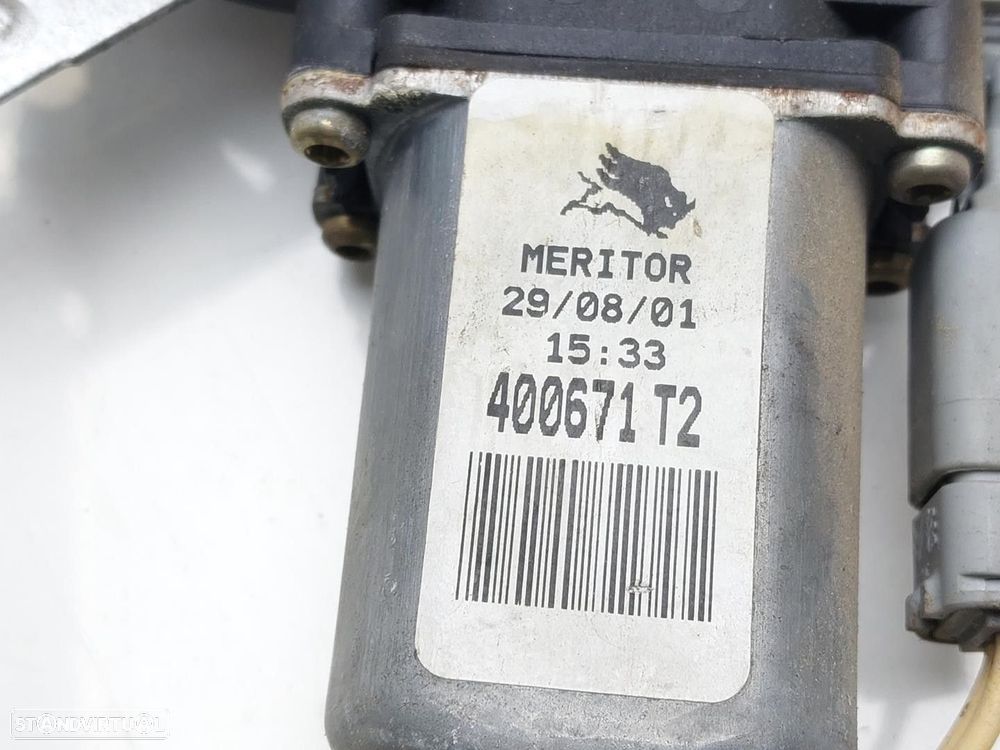 MERITOR
29/08/01
15:33
400671 T2
STANDVIRTUAL